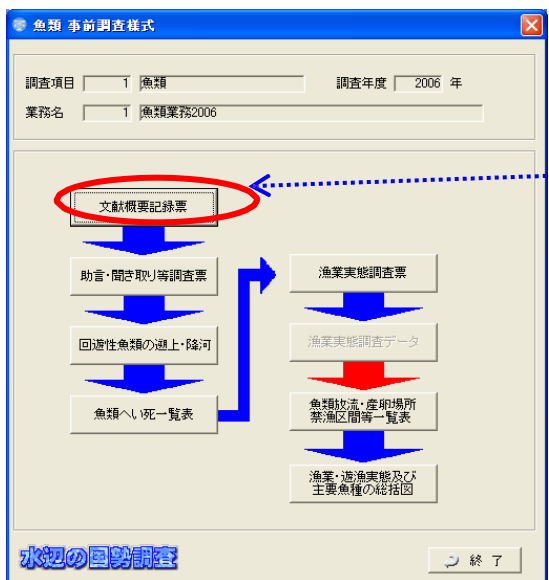 魚類 事前調査様式
調査項目 1 魚類 調査年度 2006 年
業務名 1 魚類業務2006
文献概要記録票
助言・聞き取り等調査票
回遊性魚類の遡上・降河
魚類へい死一覧表
漁業実態調査票
漁業実態調査データ
魚類放流・産卵場所
禁漁区間等一覧表
漁業・遊漁実態及び
主要魚種の総括図
水辺の国勢調査
終 了